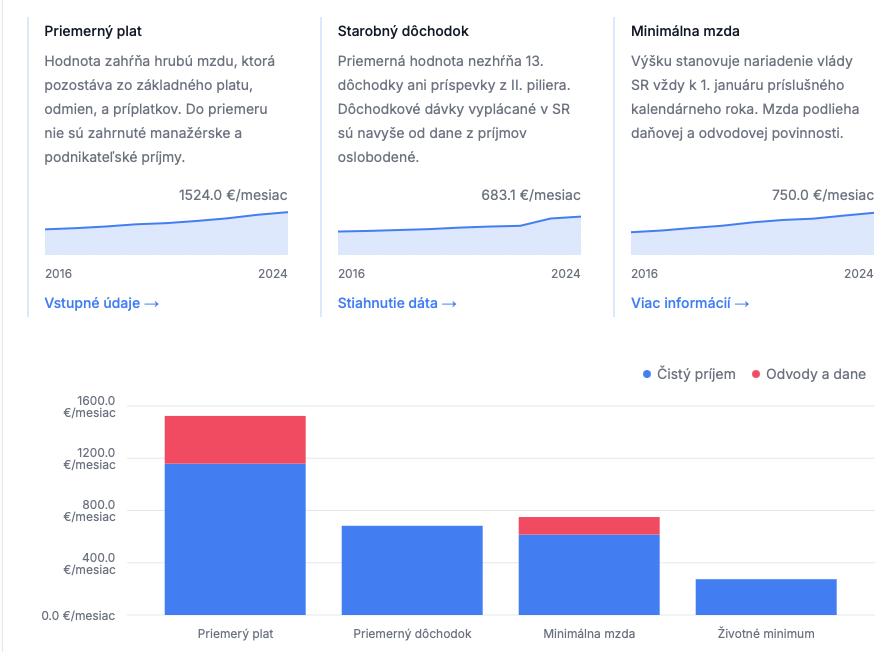 Priemerný plat
Hodnota zahŕňa hrubú mzdu, ktorá
pozostáva zo základného platu,
odmien, a príplatkov. Do priemeru
nie sú zahrnuté manažérske a
podnikateľské príjmy.
1524.0 €/mesiac
2016
2024
Vstupné údaje →
Starobný dôchodok
Priemerná hodnota nezhŕňa 13.
dôchodky ani príspevky z II. piliera.
Dôchodkové dávky vyplácané v SR
sú navyše od dane z príjmov
oslobodené.
683.1 €/mesiac
2016
2024
Stiahnutie dáta →
Minimálna mzda
Výšku stanovuje nariadenie vlády
SR vždy k 1. januáru príslušného
kalendárneho roka. Mzda podlieha
daňovej a odvodovej povinnosti.
750.0 €/mesiac
2016
2024
Viac informácií →
Čistý príjem
Odvody a dane
1600.0
€/mesiac
1200.0
€/mesiac
800.0
€/mesiac
400.0
€/mesiac
0.0 €/mesiac
Priemerý plat
Priemerný dôchodok
Minimálna mzda
Životné minimum